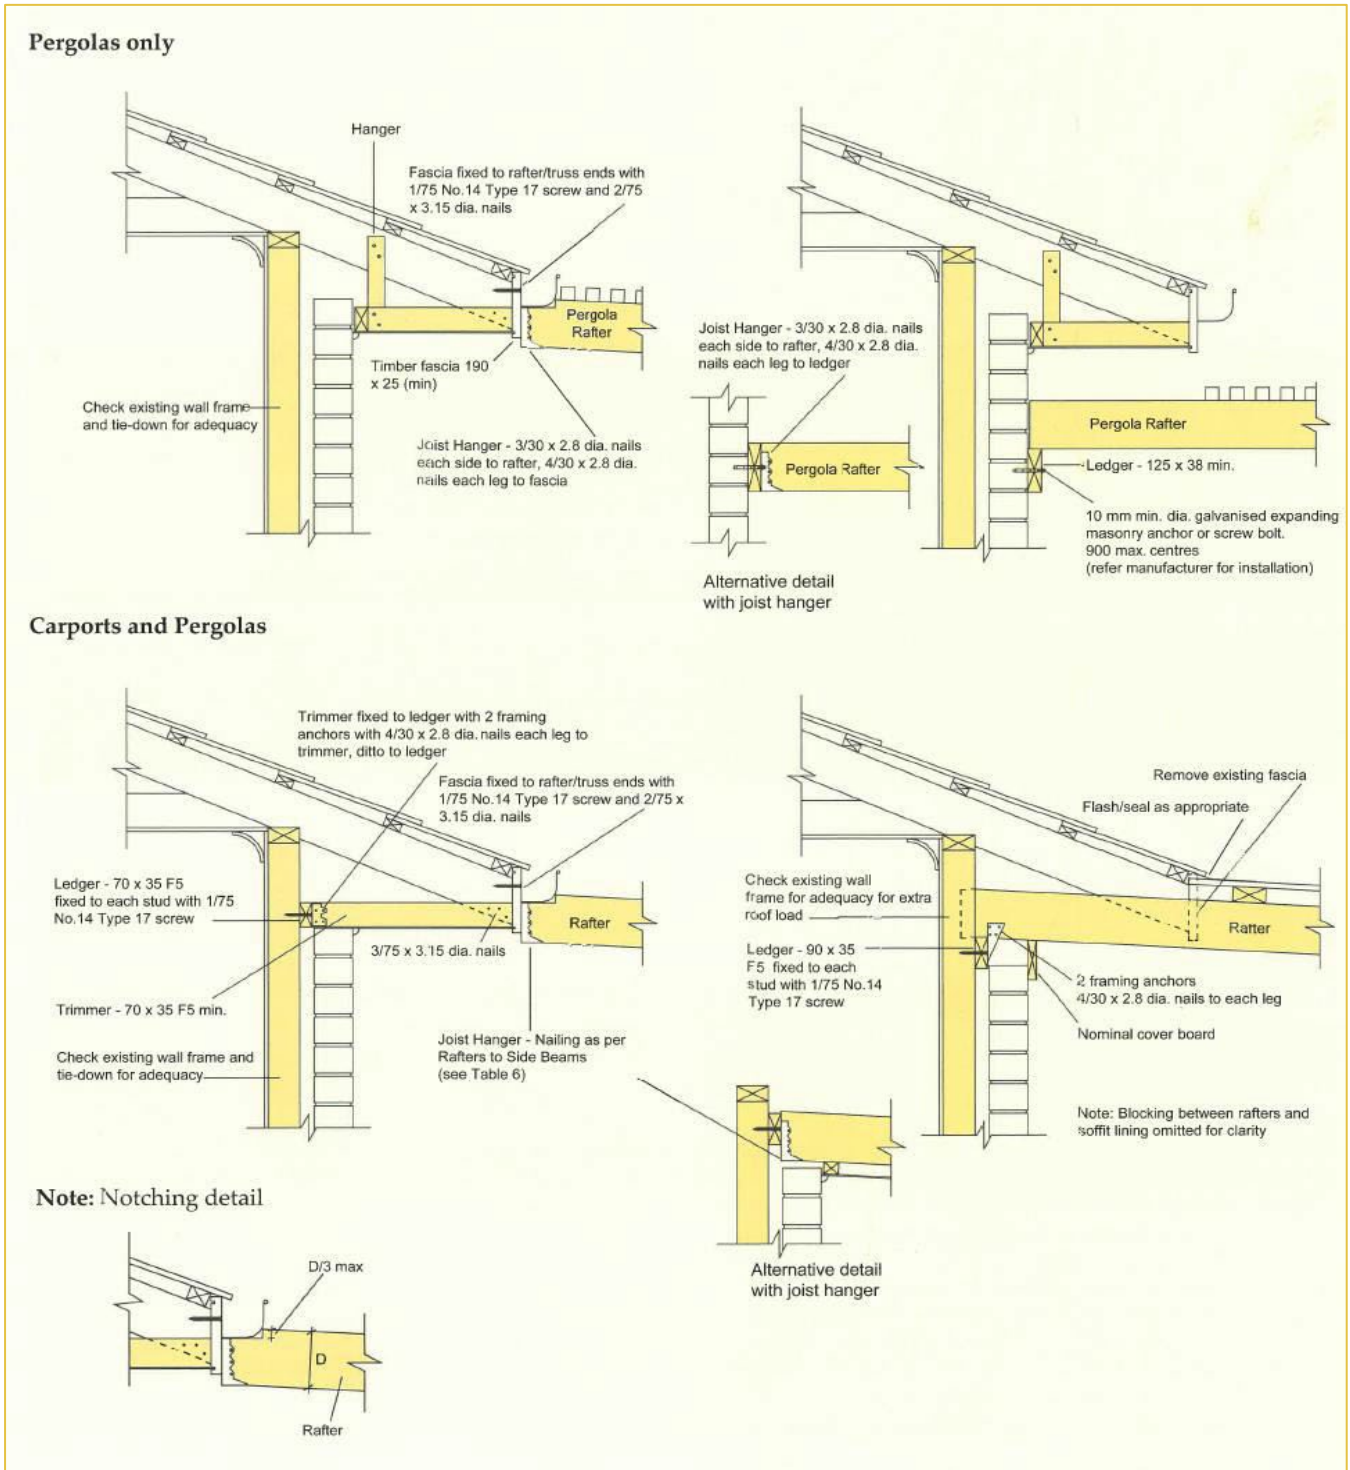 Pergolas only
Hanger
Fascia fixed to rafter/truss ends with
1/75 No.14 Type 17 screw and 2/75
x 3.15 dia. nails
Pergola
Rafter
Timber fascia 190
x 25 (min)
Check existing wall frame
and tie-down for adequacy
Joist Hanger - 3/30 x 2.8 dia. nails
each side to rafter, 4/30 x 2.8 dia.
nails each leg to fascia
Joist Hanger - 3/30 x 2.8 dia. nails
each side to rafter, 4/30 x 2.8 dia.
nails each leg to ledger
Pergola Rafter
Alternative detail
with joist hanger
Pergola Rafter
Ledger - 125 x 38 min.
10 mm min. dia. galvanised expanding
masonry anchor or screw bolt.
900 max. centres
(refer manufacturer for installation)
Carports and Pergolas
Trimmer fixed to ledger with 2 framing
anchors with 4/30 x 2.8 dia. nails each leg to
trimmer, ditto to ledger
Fascia fixed to rafter/truss ends with
1/75 No.14 Type 17 screw and 2/75 x
3.15 dia. nails
Ledger - 70 x 35 F5
fixed to each stud with 1/75
No.14 Type 17 screw
Rafter
3/75 x 3.15 dia. nails
Trimmer - 70 x 35 F5 min.
Check existing wall frame and
tie-down for adequacy
Joist Hanger - Nailing as per
Rafters to Side Beams
(see Table 6)
Remove existing fascia
Flash/seal as appropriate
Check existing wall
frame for adequacy for extra
roof load
Rafter
Ledger - 90 x 35
F5 fixed to each
stud with 1/75 No.14
Type 17 screw
2 framing anchors
4/30 x 2.8 dia. nails to each leg
Nominal cover board
Note: Blocking between rafters and
soffit lining omitted for clarity
Alternative detail
with joist hanger
Note: Notching detail
D/3 max
D
Rafter